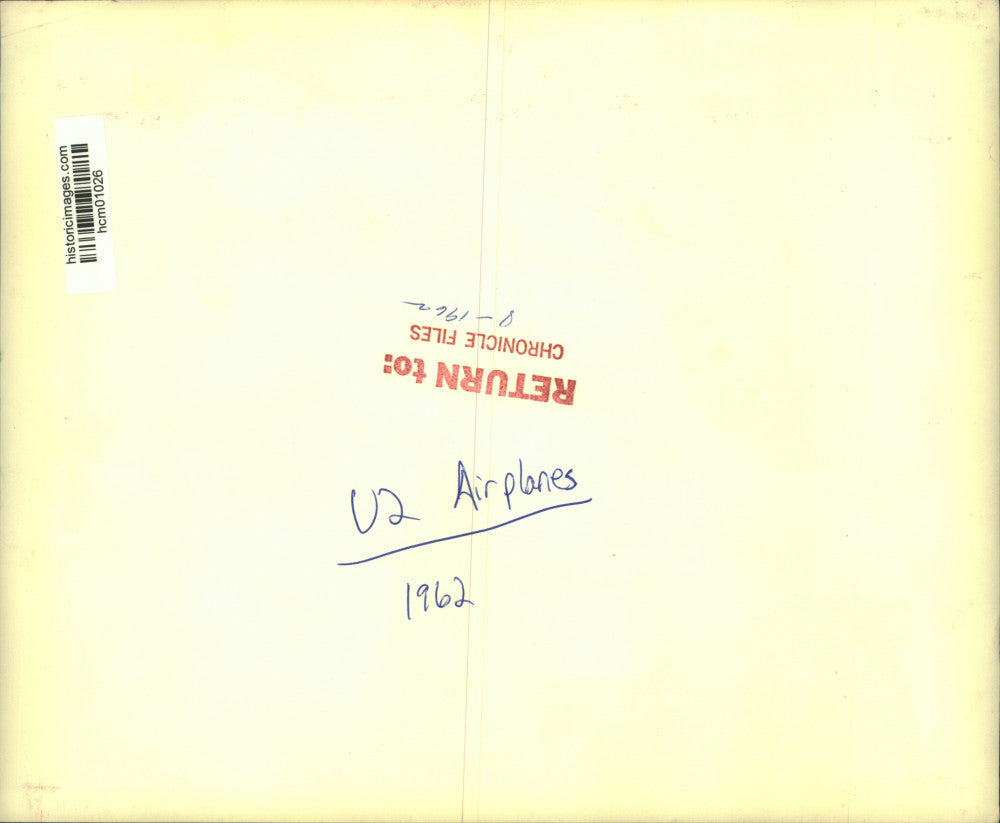 historicimages.com
hcm01026
RETURN to:
CHRONICLE FILES
8-1962
U2 Airplanes
1962